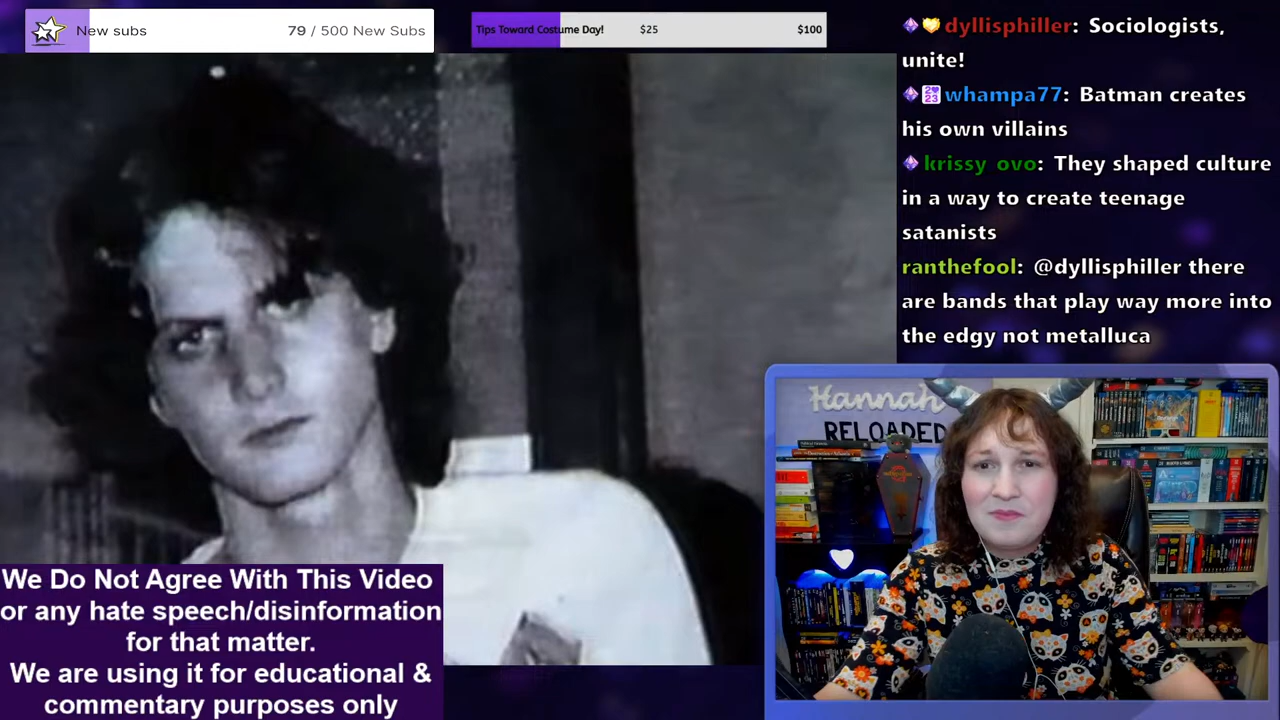 New subs
79 / 500 New Subs
Tips Toward Costume Day!
$25
$100
dyllisphiller: Sociologists,
unite!
whampa77: Batman creates
his own villains
krissy_ovo: They shaped culture
in a way to create teenage
satanists
ranthefool: @dyllisphiller there
are bands that play way more into
the edgy not metalluca
Hannah
RELOADED
We Do Not Agree With This Video
or any hate speech/disinformation
for that matter.
We are using it for educational &
commentary purposes only